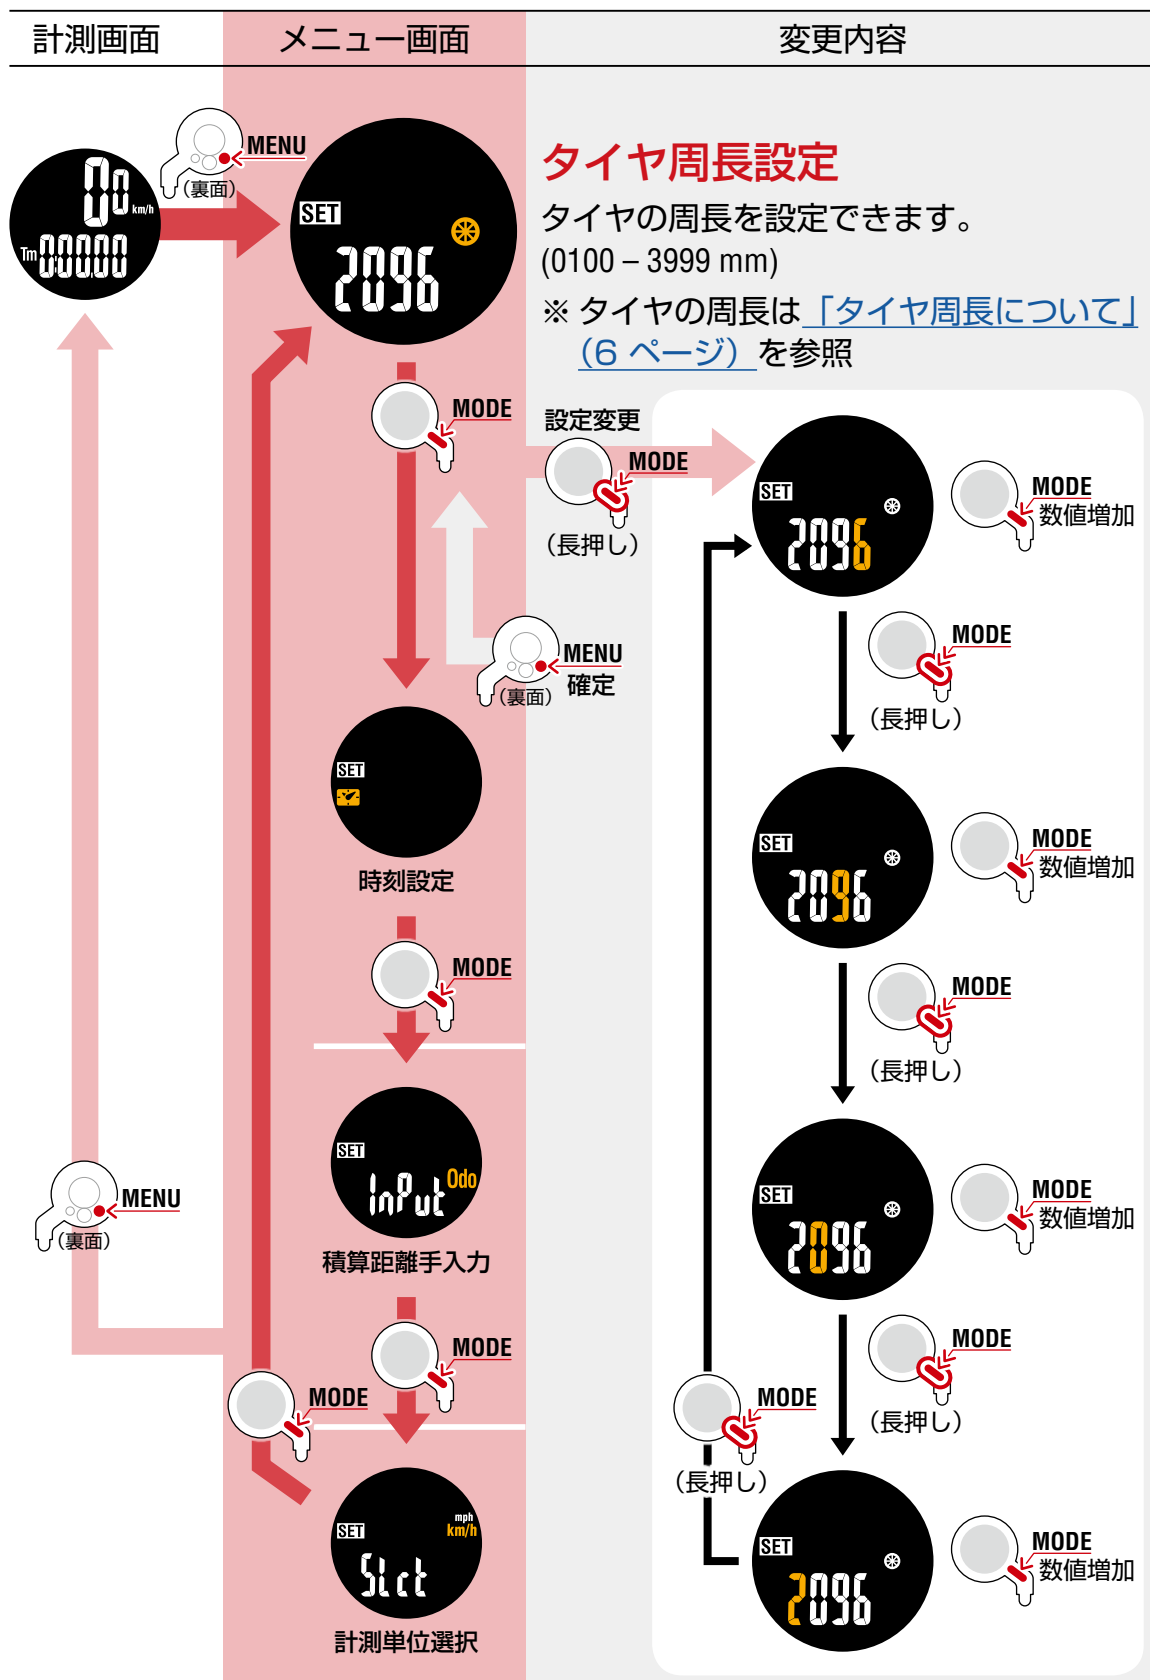 計測画面
メニュー画面
変更内容
0.0 km/h
Tm 0:00.00
MENU
(裏面)
SET
2096
タイヤ周長設定
タイヤの周長を設定できます。
(0100 – 3999 mm)
※ タイヤの周長は「タイヤ周長について」
(6 ページ) を参照
MODE
設定変更
MODE
(長押し)
SET
2096
MODE
数値増加
MODE
(長押し)
MENU
確定
(裏面)
SET
時刻設定
SET
2096
MODE
数値増加
MODE
MODE
(長押し)
SET
Odo
InPut
積算距離手入力
SET
2096
MODE
数値増加
MENU
(裏面)
MODE
MODE
MODE
(長押し)
MODE
(長押し)
SET
mph
km/h
Slct
計測単位選択
SET
2096
MODE
数値増加